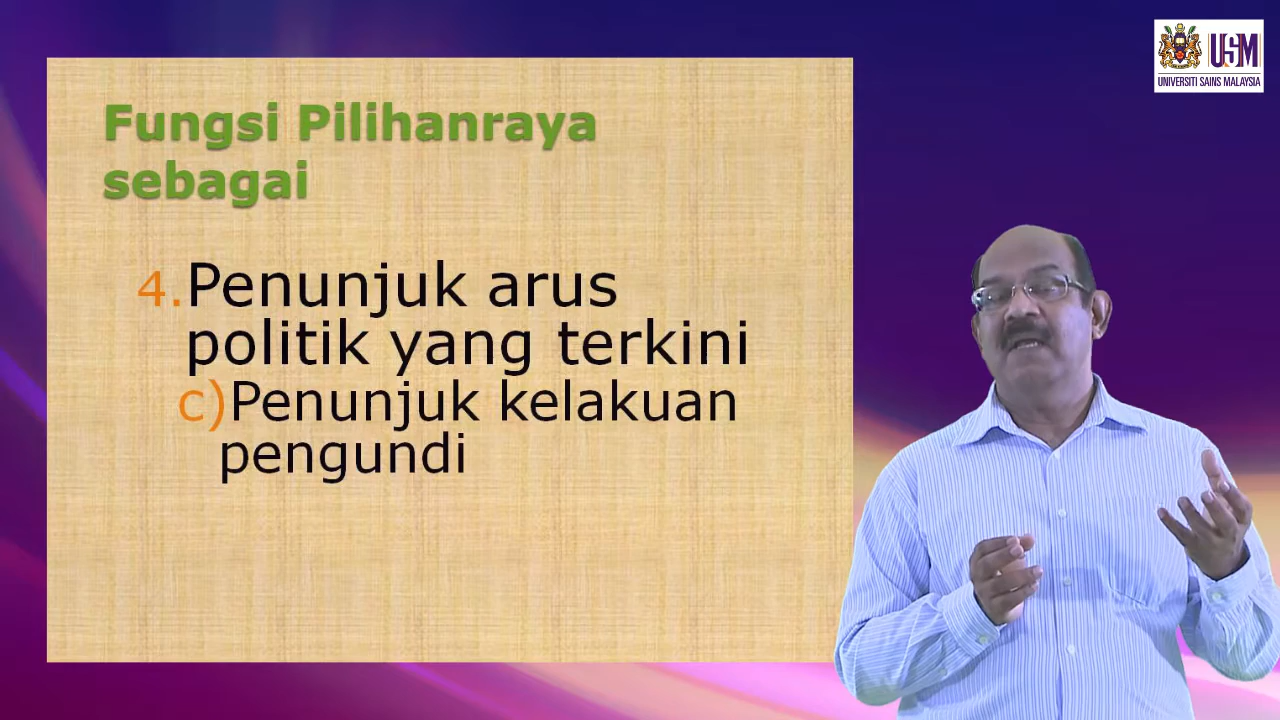 Fungsi Pilihanraya
sebagai
4.Penunjuk arus
politik yang terkini
c)Penunjuk kelakuan
pengundi
USM
UNIVERSITI SAINS MALAYSIA